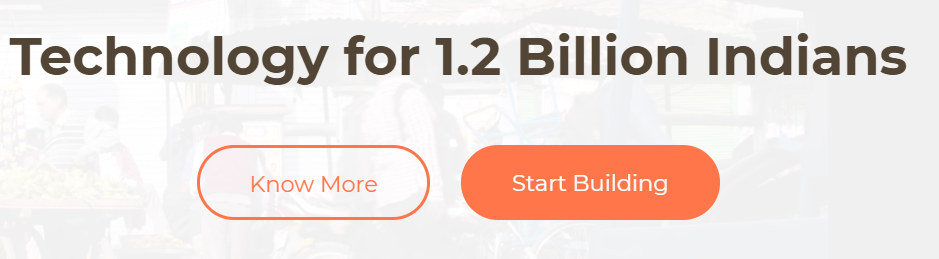 Technology for 1.2 Billion Indians
Know More
Start Building